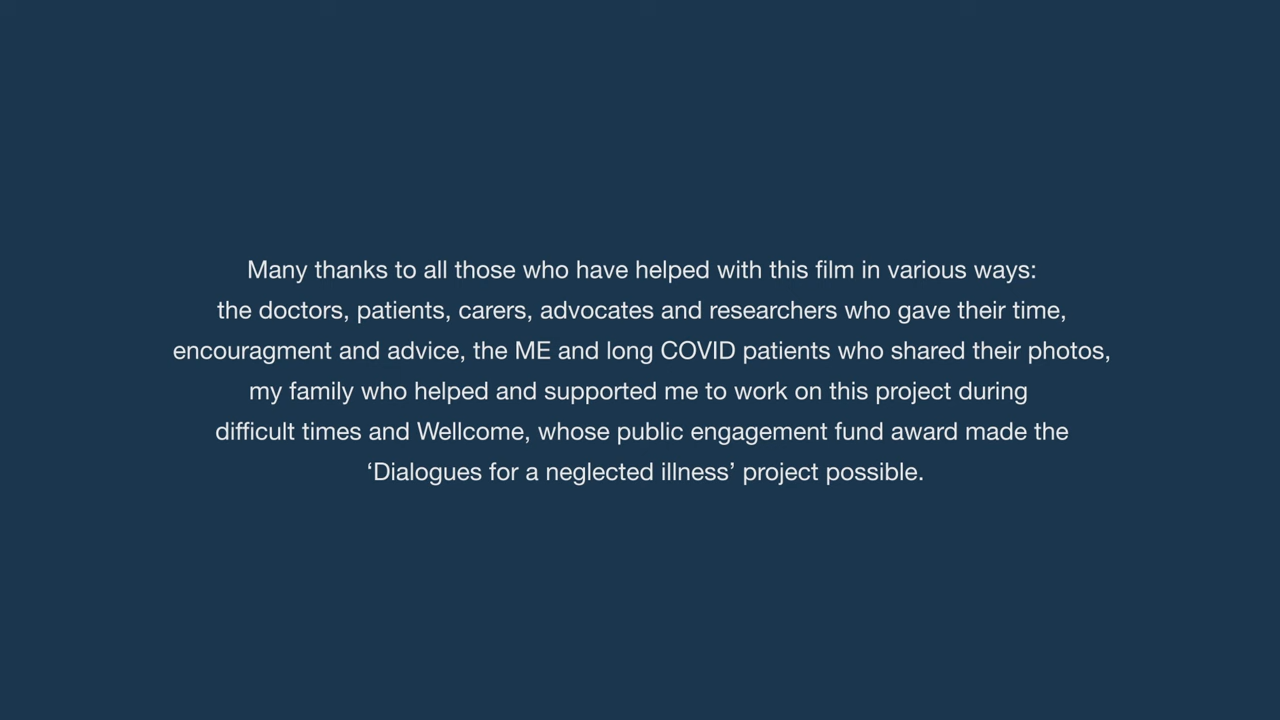 Many thanks to all those who have helped with this film in various ways:
the doctors, patients, carers, advocates and researchers who gave their time,
encouragment and advice, the ME and long COVID patients who shared their photos,
my family who helped and supported me to work on this project during
difficult times and Wellcome, whose public engagement fund award made the
‘Dialogues for a neglected illness’ project possible.